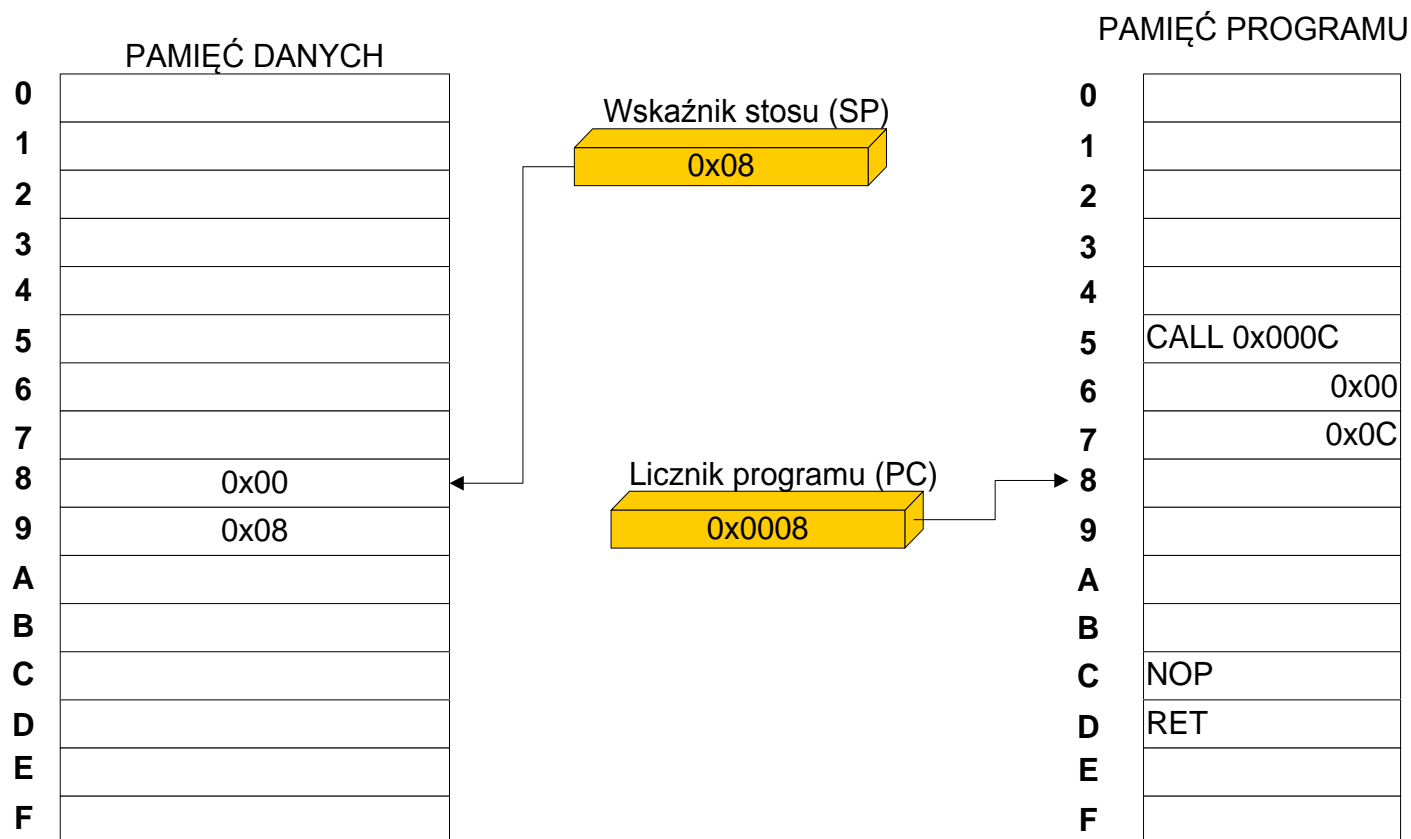 PAMIĘĆ PROGRAMU
PAMIĘĆ DANYCH
Wskaźnik stosu (SP)
0x08
Licznik programu (PC)
0x0008
0
1
2
3
4
5
6
7
8 0x00
9 0x08
A
B
C
D
E
F
0
1
2
3
4
5 CALL 0x000C
6 0x00
7 0x0C
8
9
A
B
C NOP
D RET
E
F